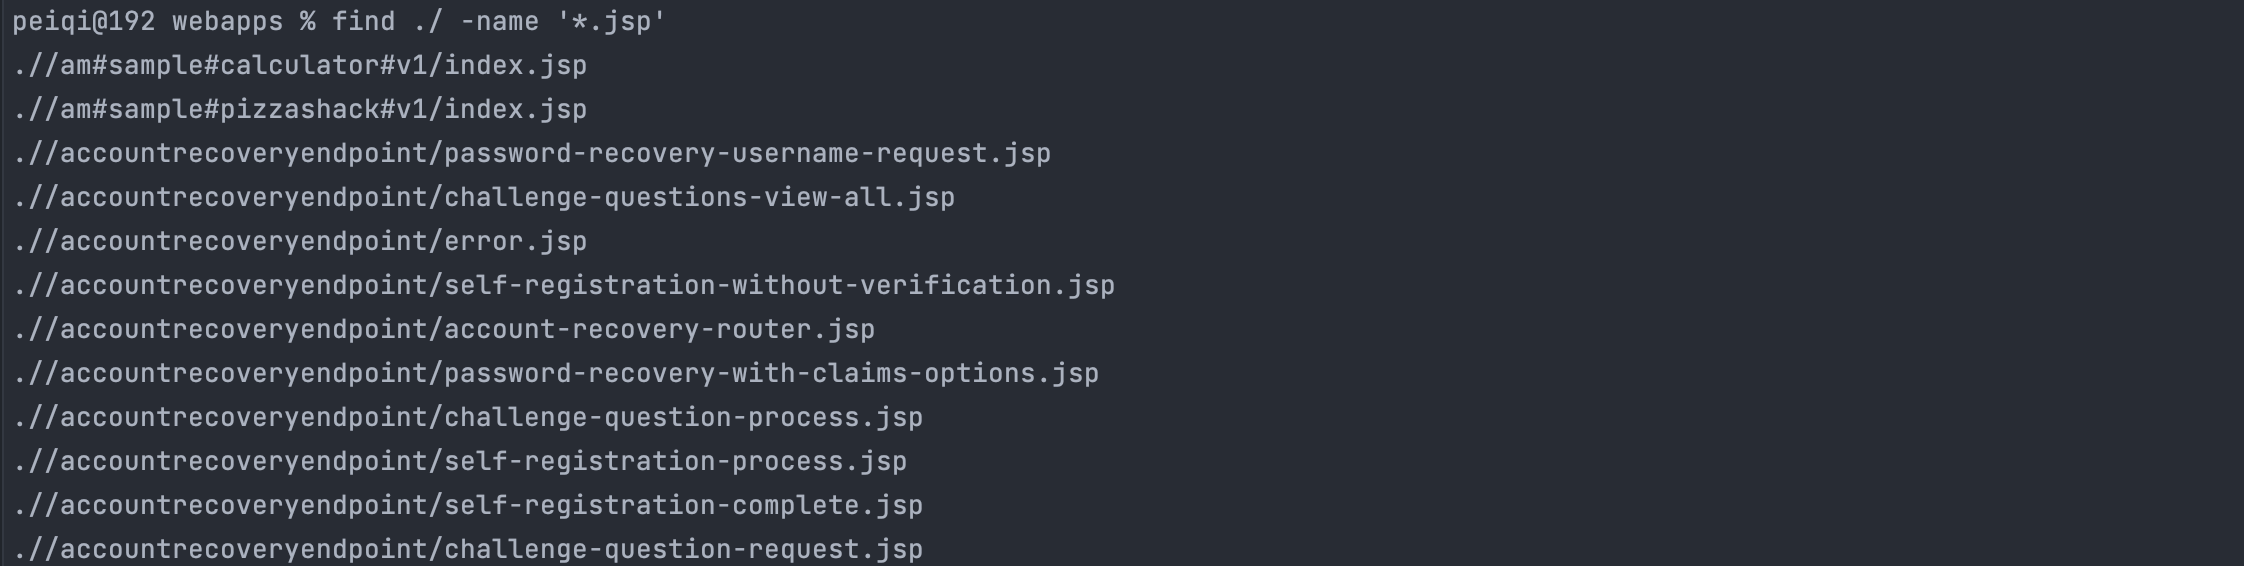 peiqi@192 webapps % find ./ -name '*.jsp'
.//am#sample#calculator#v1/index.jsp
.//am#sample#pizzashack#v1/index.jsp
.//accountrecoveryendpoint/password-recovery-username-request.jsp
.//accountrecoveryendpoint/challenge-questions-view-all.jsp
.//accountrecoveryendpoint/error.jsp
.//accountrecoveryendpoint/self-registration-without-verification.jsp
.//accountrecoveryendpoint/account-recovery-router.jsp
.//accountrecoveryendpoint/password-recovery-with-claims-options.jsp
.//accountrecoveryendpoint/challenge-question-process.jsp
.//accountrecoveryendpoint/self-registration-process.jsp
.//accountrecoveryendpoint/self-registration-complete.jsp
.//accountrecoveryendpoint/challenge-question-request.jsp